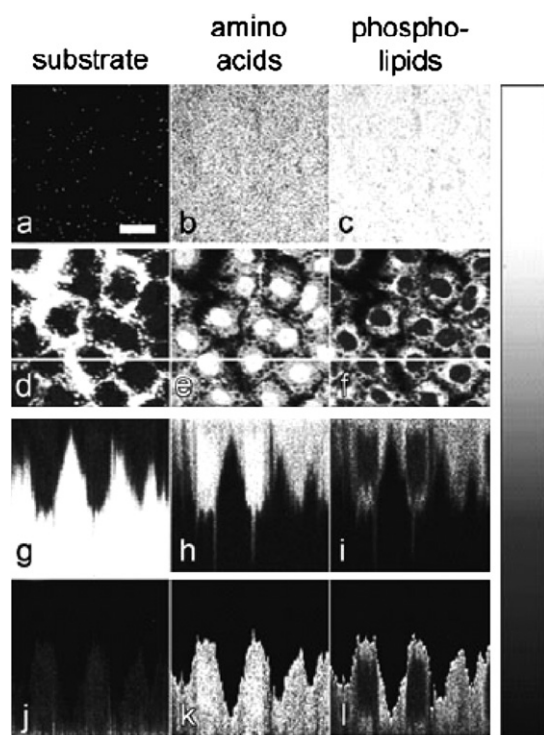 amino phospho-
substrate acids lipids
a b c
d e f
g h i
j k l